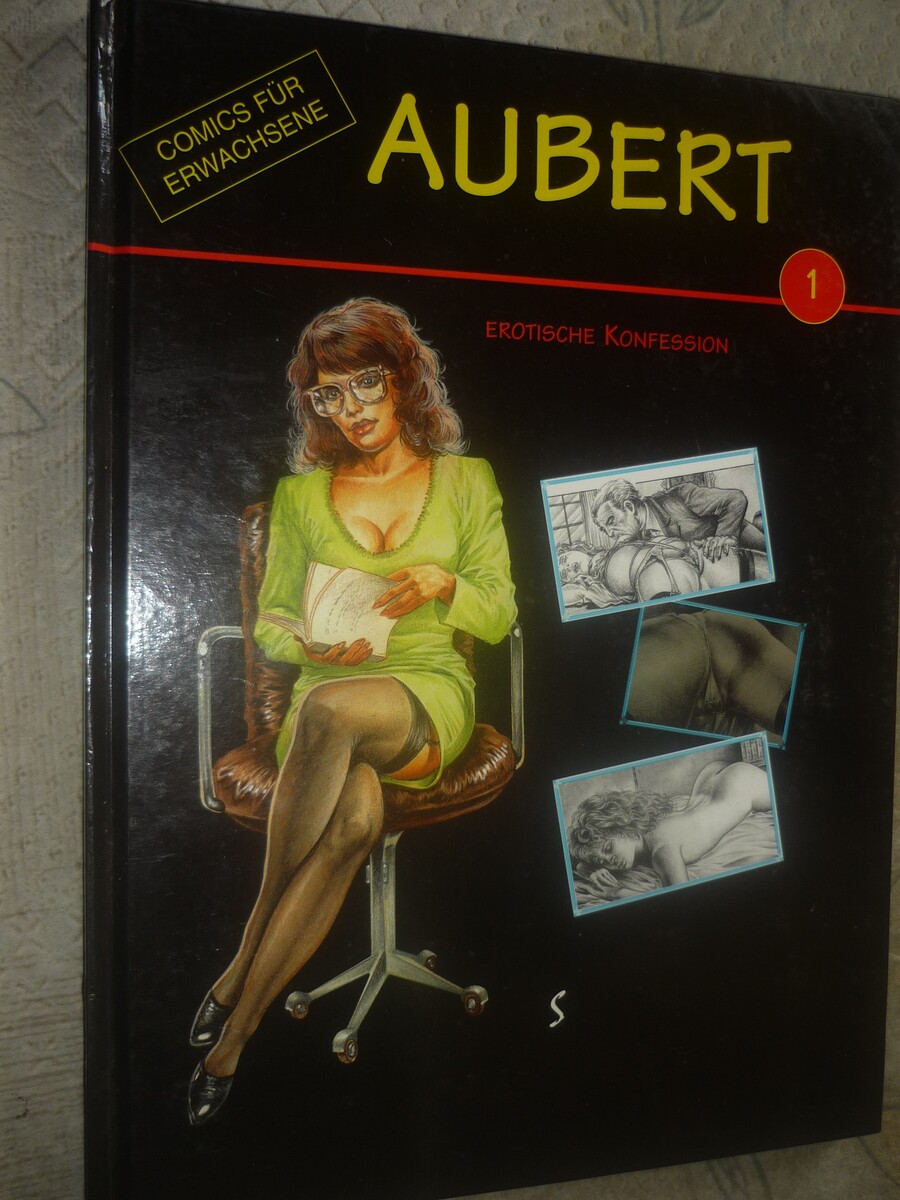 COMICS FÜR
ERWACHSENE
AUBERT
1
EROTISCHE KONFESSION
S